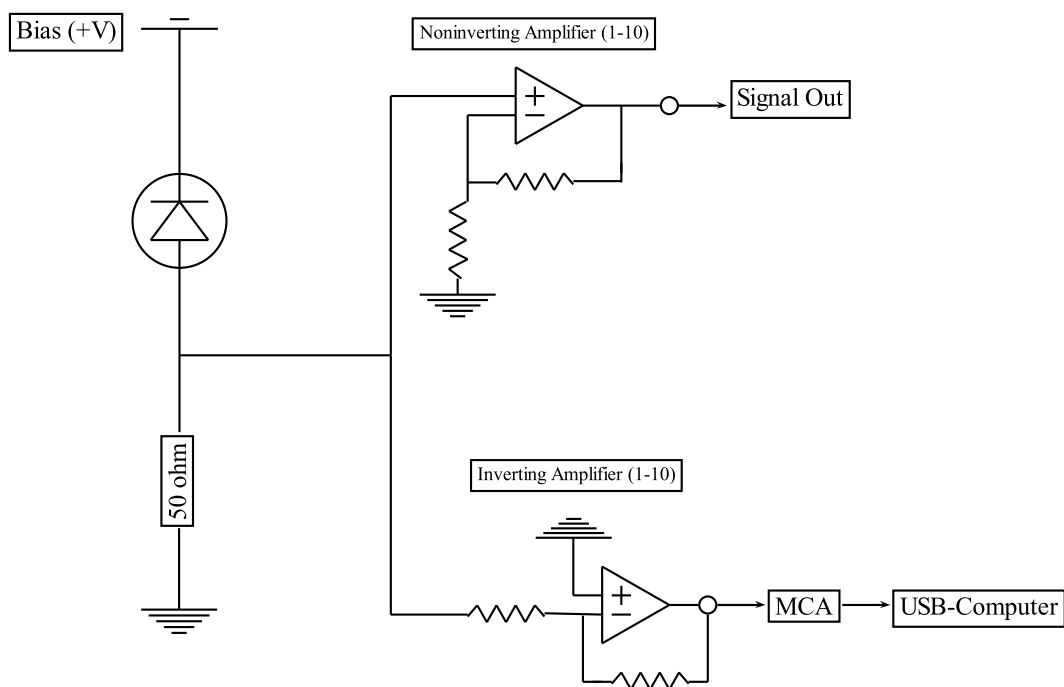 Bias (+V)
Noninverting Amplifier (1-10)
Signal Out
50 ohm
Inverting Amplifier (1-10)
MCA
USB-Computer